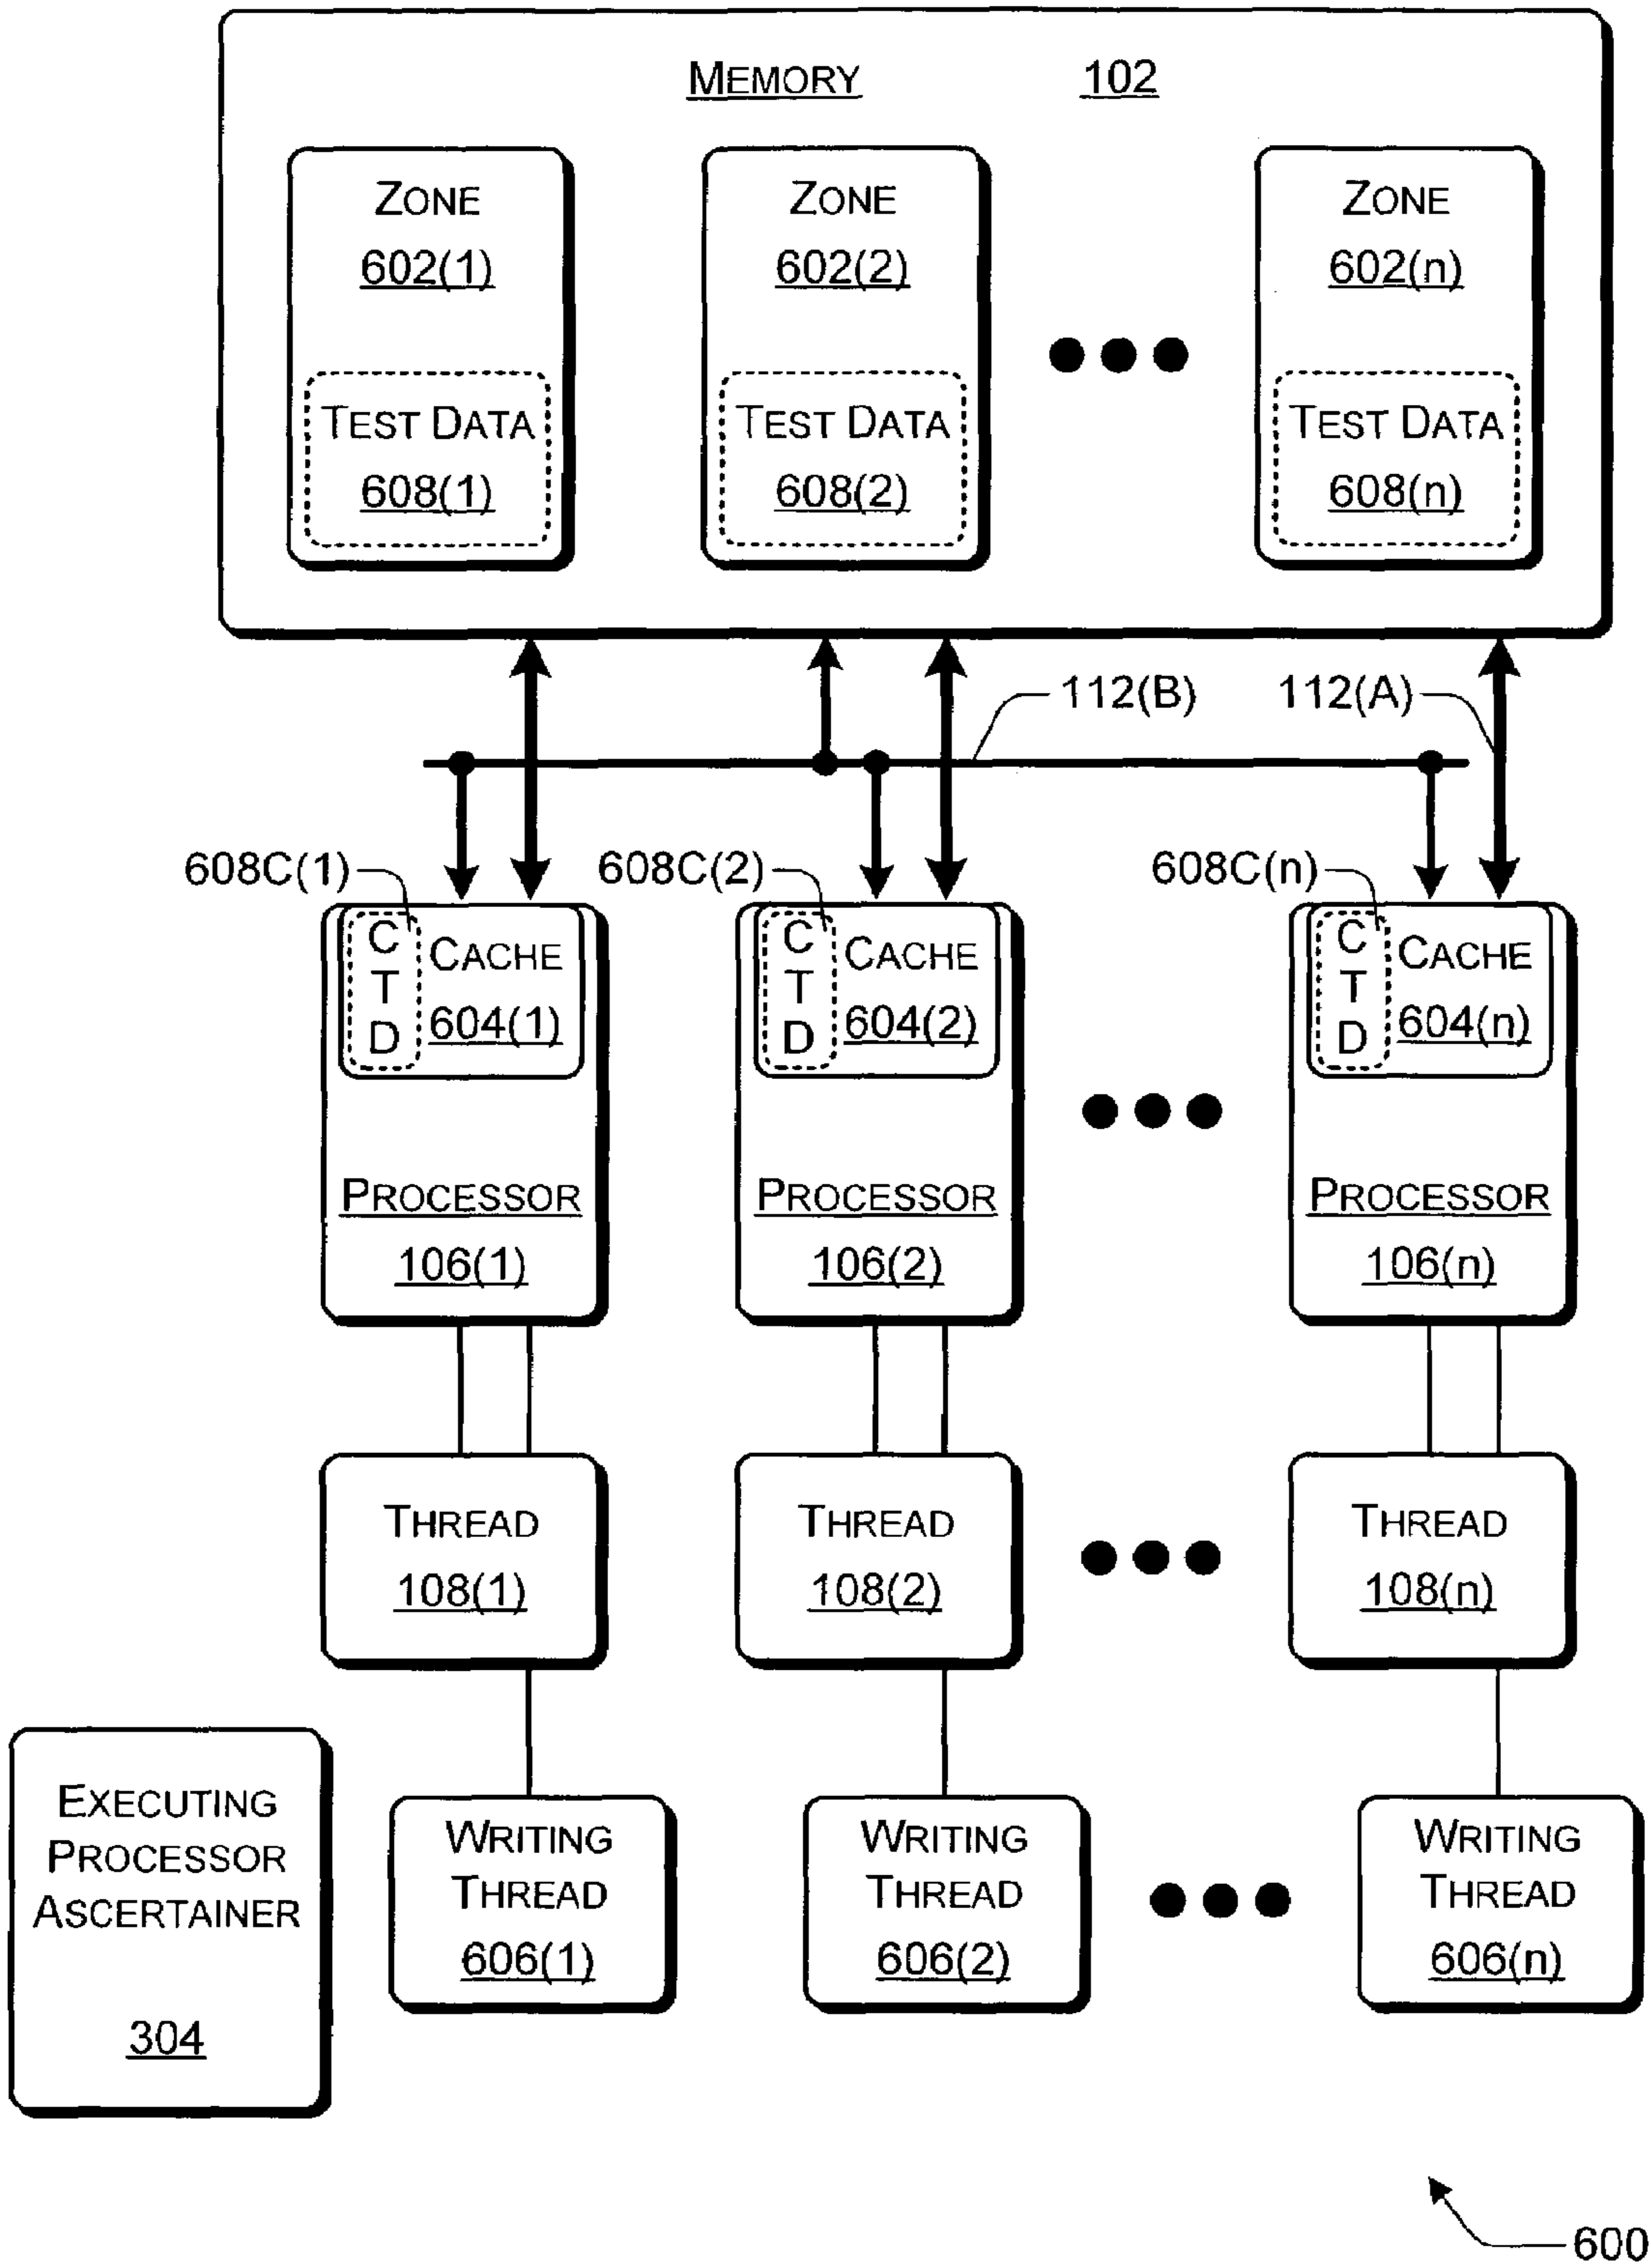 MEMORY 102
ZONE ZONE ZONE
602(1) 602(2) 602(n)
TEST DATA TEST DATA TEST DATA
608(1) 608(2) 608(n)
112(B) 112(A)
608C(1) 608C(2) 608C(n)
C T D CACHE 604(1)
C T D CACHE 604(2)
C T D CACHE 604(n)
PROCESSOR PROCESSOR PROCESSOR
106(1) 106(2) 106(n)
THREAD THREAD THREAD
108(1) 108(2) 108(n)
EXECUTING
PROCESSOR
ASCERTAINER
304
WRITING WRITING WRITING
THREAD THREAD THREAD
606(1) 606(2) 606(n)
600